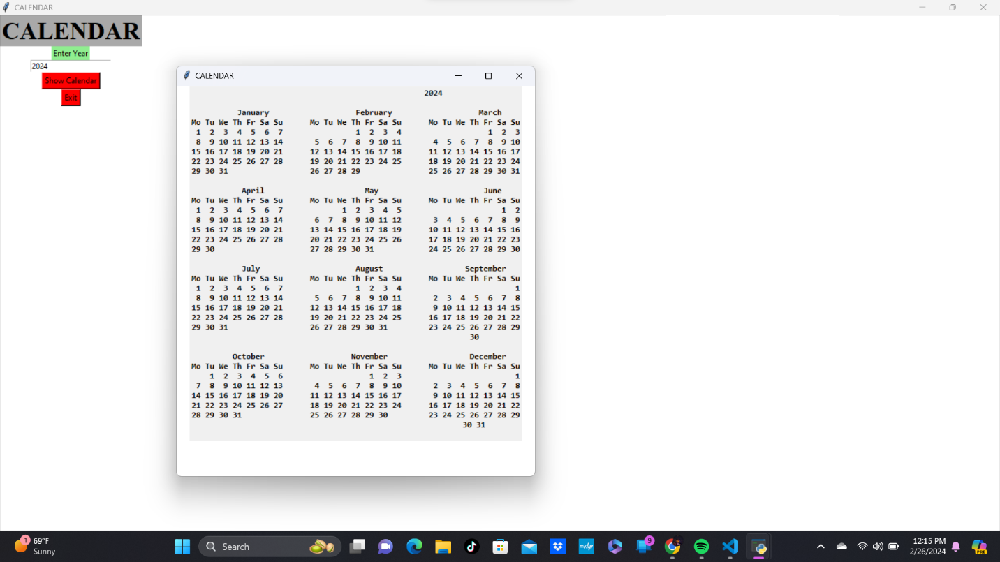 CALENDAR
CALENDAR
Enter Year
2024
Show Calendar
Exit
CALENDAR
2024
January February March
Mo Tu We Th Fr Sa Su Mo Tu We Th Fr Sa Su Mo Tu We Th Fr Sa Su
1 2 3 4 5 6 7 1 2 3 4 1 2 3
8 9 10 11 12 13 14 5 6 7 8 9 10 11 4 5 6 7 8 9 10
15 16 17 18 19 20 21 12 13 14 15 16 17 18 11 12 13 14 15 16 17
22 23 24 25 26 27 28 19 20 21 22 23 24 25 18 19 20 21 22 23 24
29 30 31 26 27 28 29 25 26 27 28 29 30 31
April May June
Mo Tu We Th Fr Sa Su Mo Tu We Th Fr Sa Su Mo Tu We Th Fr Sa Su
1 2 3 4 5 6 7 1 2 3 4 5 1 2
8 9 10 11 12 13 14 6 7 8 9 10 11 12 3 4 5 6 7 8 9
15 16 17 18 19 20 21 13 14 15 16 17 18 19 10 11 12 13 14 15 16
22 23 24 25 26 27 28 20 21 22 23 24 25 26 17 18 19 20 21 22 23
29 30 27 28 29 30 31 24 25 26 27 28 29 30
July August September
Mo Tu We Th Fr Sa Su Mo Tu We Th Fr Sa Su Mo Tu We Th Fr Sa Su
1 2 3 4 5 6 7 1 2 3 4 1
8 9 10 11 12 13 14 5 6 7 8 9 10 11 2 3 4 5 6 7 8
15 16 17 18 19 20 21 12 13 14 15 16 17 18 9 10 11 12 13 14 15
22 23 24 25 26 27 28 19 20 21 22 23 24 25 16 17 18 19 20 21 22
29 30 31 26 27 28 29 30 31 23 24 25 26 27 28 29
30
October November December
Mo Tu We Th Fr Sa Su Mo Tu We Th Fr Sa Su Mo Tu We Th Fr Sa Su
1 2 3 4 5 6 1 2 3 1
7 8 9 10 11 12 13 4 5 6 7 8 9 10 2 3 4 5 6 7 8
14 15 16 17 18 19 20 11 12 13 14 15 16 17 9 10 11 12 13 14 15
21 22 23 24 25 26 27 18 19 20 21 22 23 24 16 17 18 19 20 21 22
28 29 30 31 25 26 27 28 29 30 23 24 25 26 27 28 29
30 31
1
69°F
Sunny
Search
mybp
9
PRE
12:15 PM
2/26/2024